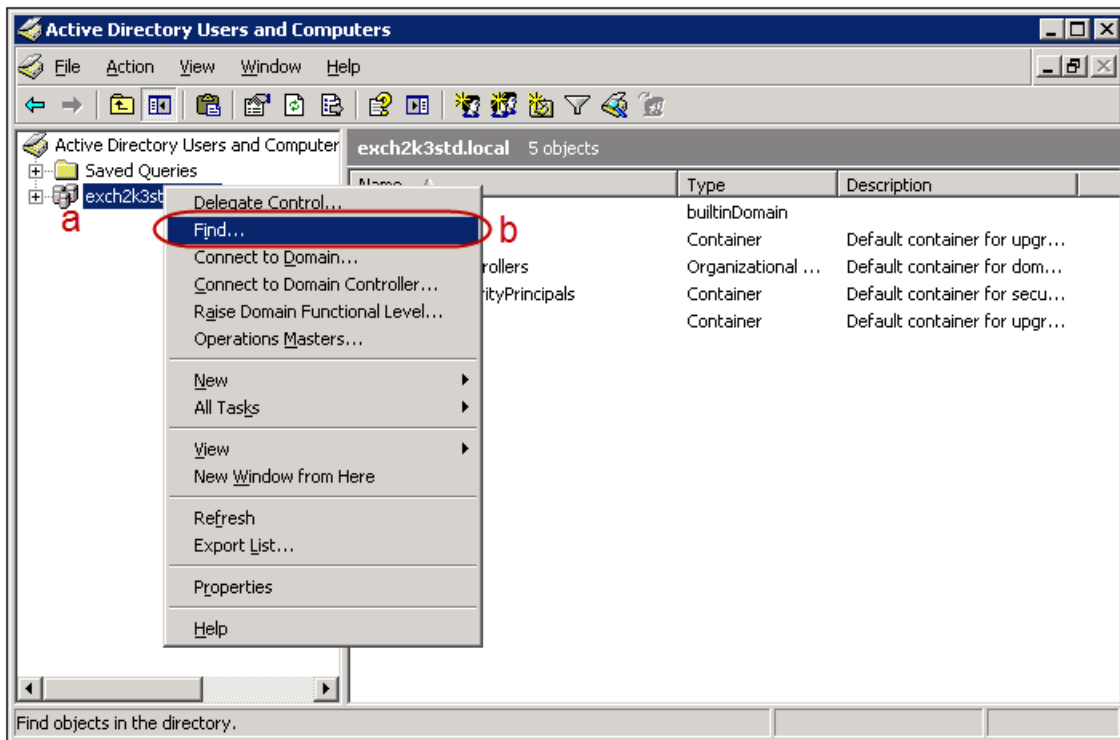 Active Directory Users and Computers
File Action View Window Help
Active Directory Users and Computer
exch2k3std.local 5 objects
Saved Queries
Name Type Description
exch2k3st
a
Delegate Control...
builtinDomain
Find...
b
Container Default container for upgr...
Connect to Domain...
rollers Organizational ... Default container for dom...
Connect to Domain Controller...
rityPrincipals Container Default container for secu...
Raise Domain Functional Level...
Container Default container for upgr...
Operations Masters...
New
All Tasks
View
New Window from Here
Refresh
Export List...
Properties
Help
Find objects in the directory.